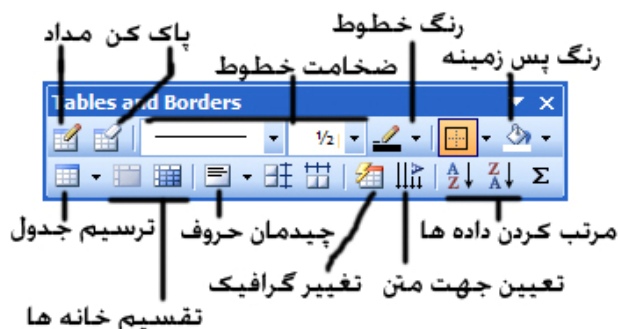 رنگ خطوط
پاک کن مداد
ضخامت خطوط
رنگ پس زمینه
Tables and Borders
½
A Z Z A Σ
ترسیم جدول
چیدمان حروف
مرتب کردن داده ها
تغییر گرافیک
تعیین جهت متن
تقسیم خانه ها